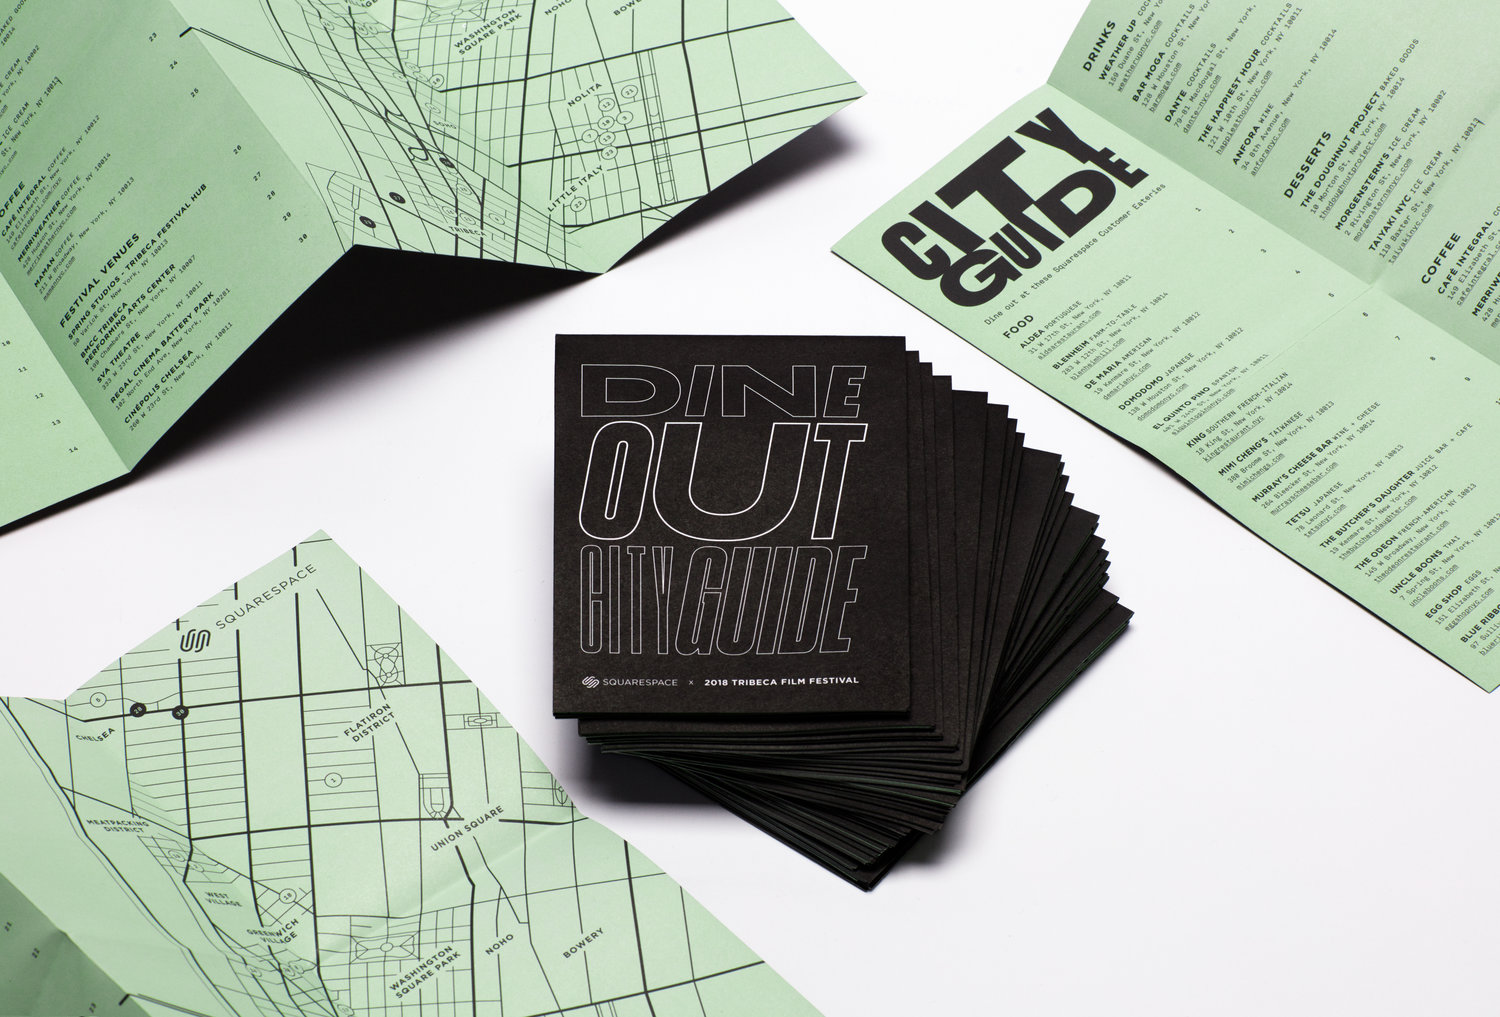 DINE
OUT
CITY GUIDE
SQUARESPACE x 2018 TRIBECA FILM FESTIVAL
CITY
GUIDE
Dine out at these Squarespace Customer Eateries
FOOD
ALDEA PORTUGUESE
31 W 17th St, New York, NY 10011
aldearestaurant.com
1
BLENHEIM FARM-TO-TABLE
283 W 12th St, New York, NY 10014
blenheimhill.com
2
DE MARIA AMERICAN
19 Kenmare St, New York, NY 10012
demarianyc.com
3
DOMODOMO JAPANESE
138 W Houston St, New York, NY 10012
domodomonyc.com
4
EL QUINTO PINO SPANISH
401 W 24th St, New York, NY 10011
elquintopinonyc.com
5
KING SOUTHERN FRENCH-ITALIAN
18 King St, New York, NY 10014
kingrestaurant.nyc
6
MIMI CHENG'S TAIWANESE
380 Broome St, New York, NY 10013
mimichengs.com
7
MURRAY'S CHEESE BAR WINE + CHEESE
264 Bleecker St, New York, NY 10014
murrayscheesebar.com
8
TETSU JAPANESE
78 Leonard St, New York, NY 10013
tetsunyc.com
9
THE BUTCHER'S DAUGHTER JUICE BAR + CAFE
19 Kenmare St, New York, NY 10012
thebutchersdaughter.com
THE ODEON FRENCH-AMERICAN
145 W Broadway, New York, NY 10013
theodeonrestaurant.com
UNCLE BOONS THAI
7 Spring St, New York, NY
uncleboons.com
EGG SHOP EGGS
151 Elizabeth St, New
eggshopnyc.com
BLUE RIBBO
97 Sulli
DRINKS
WEATHER UP
159 Duane St, New York
weatherupnyc.com
BAR MOGA COCKTAILS
128 W Houston St, New
barmoga.com
DANTE COCKTAILS
79-81 Macdougal St, New
dante-nyc.com
THE HAPPIEST HOUR COCKTAILS
121 W 10th St, New York, NY 10011
happiesthournyc.com
ANFORA WINE
34 8th Avenue, New York, NY 10014
anforanyc.com
DESSERTS
THE DOUGHNUT PROJECT BAKED GOODS
10 Morton St, New York, NY 10014
thedoughnutproject.com
MORGENSTERN'S ICE CREAM
2 Rivington St, New York, NY 10002
morgensternsnyc.com
TAIYAKI NYC ICE CREAM
119 Baxter St, New York, NY 10013
taiyakinyc.com
COFFEE
CAFÉ INTEGRAL CO
149 Elizabeth St,
cafeintegral.com
MERRIWE
428 H
COFFEE
CAFÉ INTEGRAL COFFEE
149 Elizabeth St, New York, NY 10012
cafeintegral.com/nyc
MERRIWEATHER COFFEE
428 Hudson St, New York, NY 10014
merriweathernyc.com
MAMAN COFFEE
211 W Broadway, New York, NY 10013
mamannyc.com
FESTIVAL VENUES
SPRING STUDIOS - TRIBECA FESTIVAL HUB
50 Varick St, New York, NY 10013
BMCC TRIBECA
PERFORMING ARTS CENTER
199 Chambers St, New York, NY 10007
SVA THEATRE
333 W 23rd St, New York, NY 10011
REGAL CINEMA BATTERY PARK
102 North End Ave, New York, NY 10281
CINÉPOLIS CHELSEA
260 W 23rd St, New York, NY 10011
23
24
26
27
28
29
30
10
11
12
13
14
WASHINGTON
SQUARE PARK
NOHO
BOWERY
NOLITA
SOHO
LITTLE ITALY
TRIBECA
12
21
22
SQUARESPACE
CHELSEA
FLATIRON
DISTRICT
MEATPACKING
DISTRICT
UNION SQUARE
WEST
VILLAGE
GREENWICH
VILLAGE
WASHINGTON
SQUARE PARK
NOHO
BOWERY
5
1
18